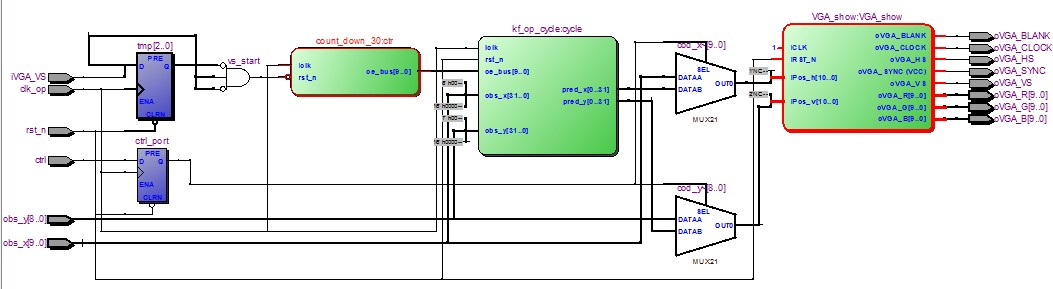 VGA_show:VGA_show
kf_op_cycle:cycle
count_down_30:ctr
tmp[2..0]
vs_start
cod_x~[9..0]
iVGA_VS
clk_op
PRE
D Q
ENA
CLRN
iclk
rst_n
oe_bus[9..0]
iclk
rst_n
oe_bus[9..0]
obs_x[31..0]
obs_y[31..0]
pred_x[0..31]
pred_y[0..31]
SEL
DATAA
DATAB
OUT0
MUX21
1
iCLK
IRST_N
IPos_h[10..0]
IPos_v[10..0]
oVGA_BLANK
oVGA_CLOCK
oVGA_HS
oVGA_SYNC (VCC)
oVGA_VS
oVGA_R[9..0]
oVGA_G[9..0]
oVGA_B[9..0]
oVGA_BLANK
oVGA_CLOCK
oVGA_HS
oVGA_SYNC
oVGA_VS
oVGA_R[9..0]
oVGA_G[9..0]
oVGA_B[9..0]
rst_n
ctrl
ctrl_port
PRE
D Q
ENA
CLRN
cod_y~[8..0]
SEL
DATAA
DATAB
OUT0
MUX21
obs_y[8..0]
obs_x[9..0]